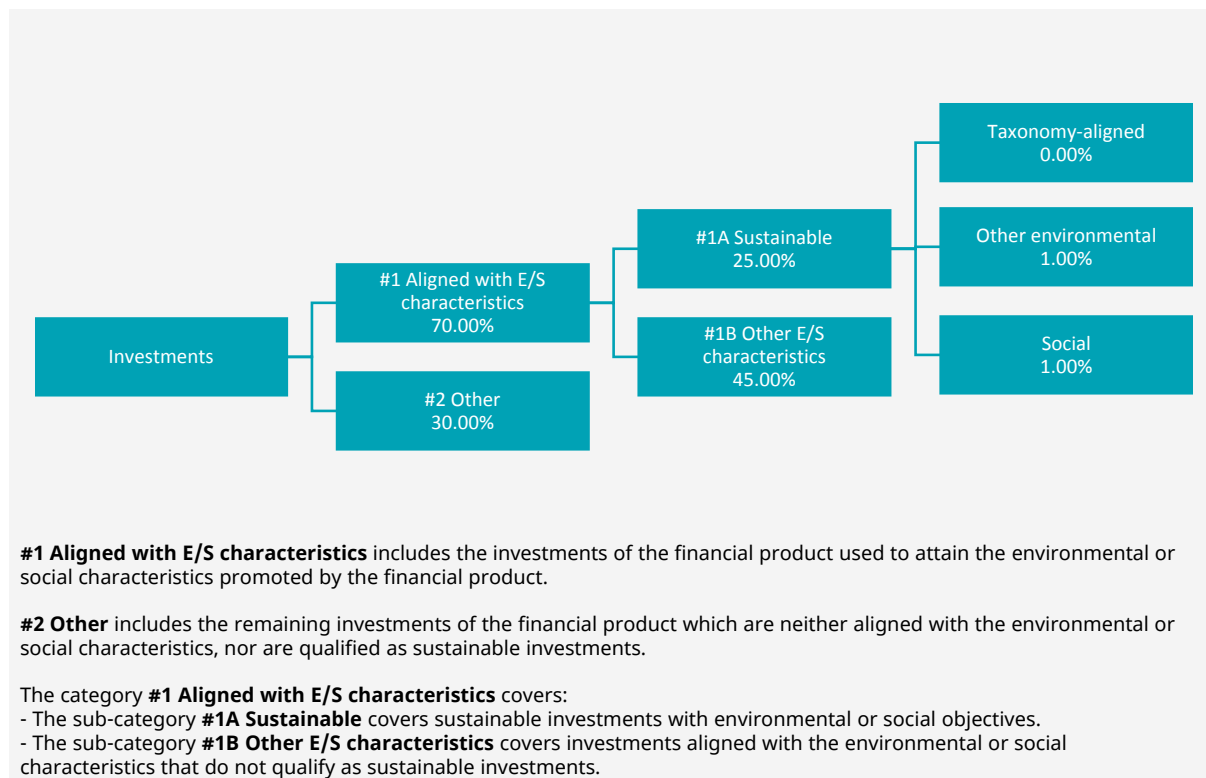 Taxonomy-aligned
0.00%
#1A Sustainable
25.00%
Other environmental
1.00%
#1 Aligned with E/S
characteristics
70.00%
Investments
#1B Other E/S
characteristics
45.00%
Social
1.00%
#2 Other
30.00%
#1 Aligned with E/S characteristics includes the investments of the financial product used to attain the environmental or
social characteristics promoted by the financial product.
#2 Other includes the remaining investments of the financial product which are neither aligned with the environmental or
social characteristics, nor are qualified as sustainable investments.
The category #1 Aligned with E/S characteristics covers:
- The sub-category #1A Sustainable covers sustainable investments with environmental or social objectives.
- The sub-category #1B Other E/S characteristics covers investments aligned with the environmental or social
characteristics that do not qualify as sustainable investments.